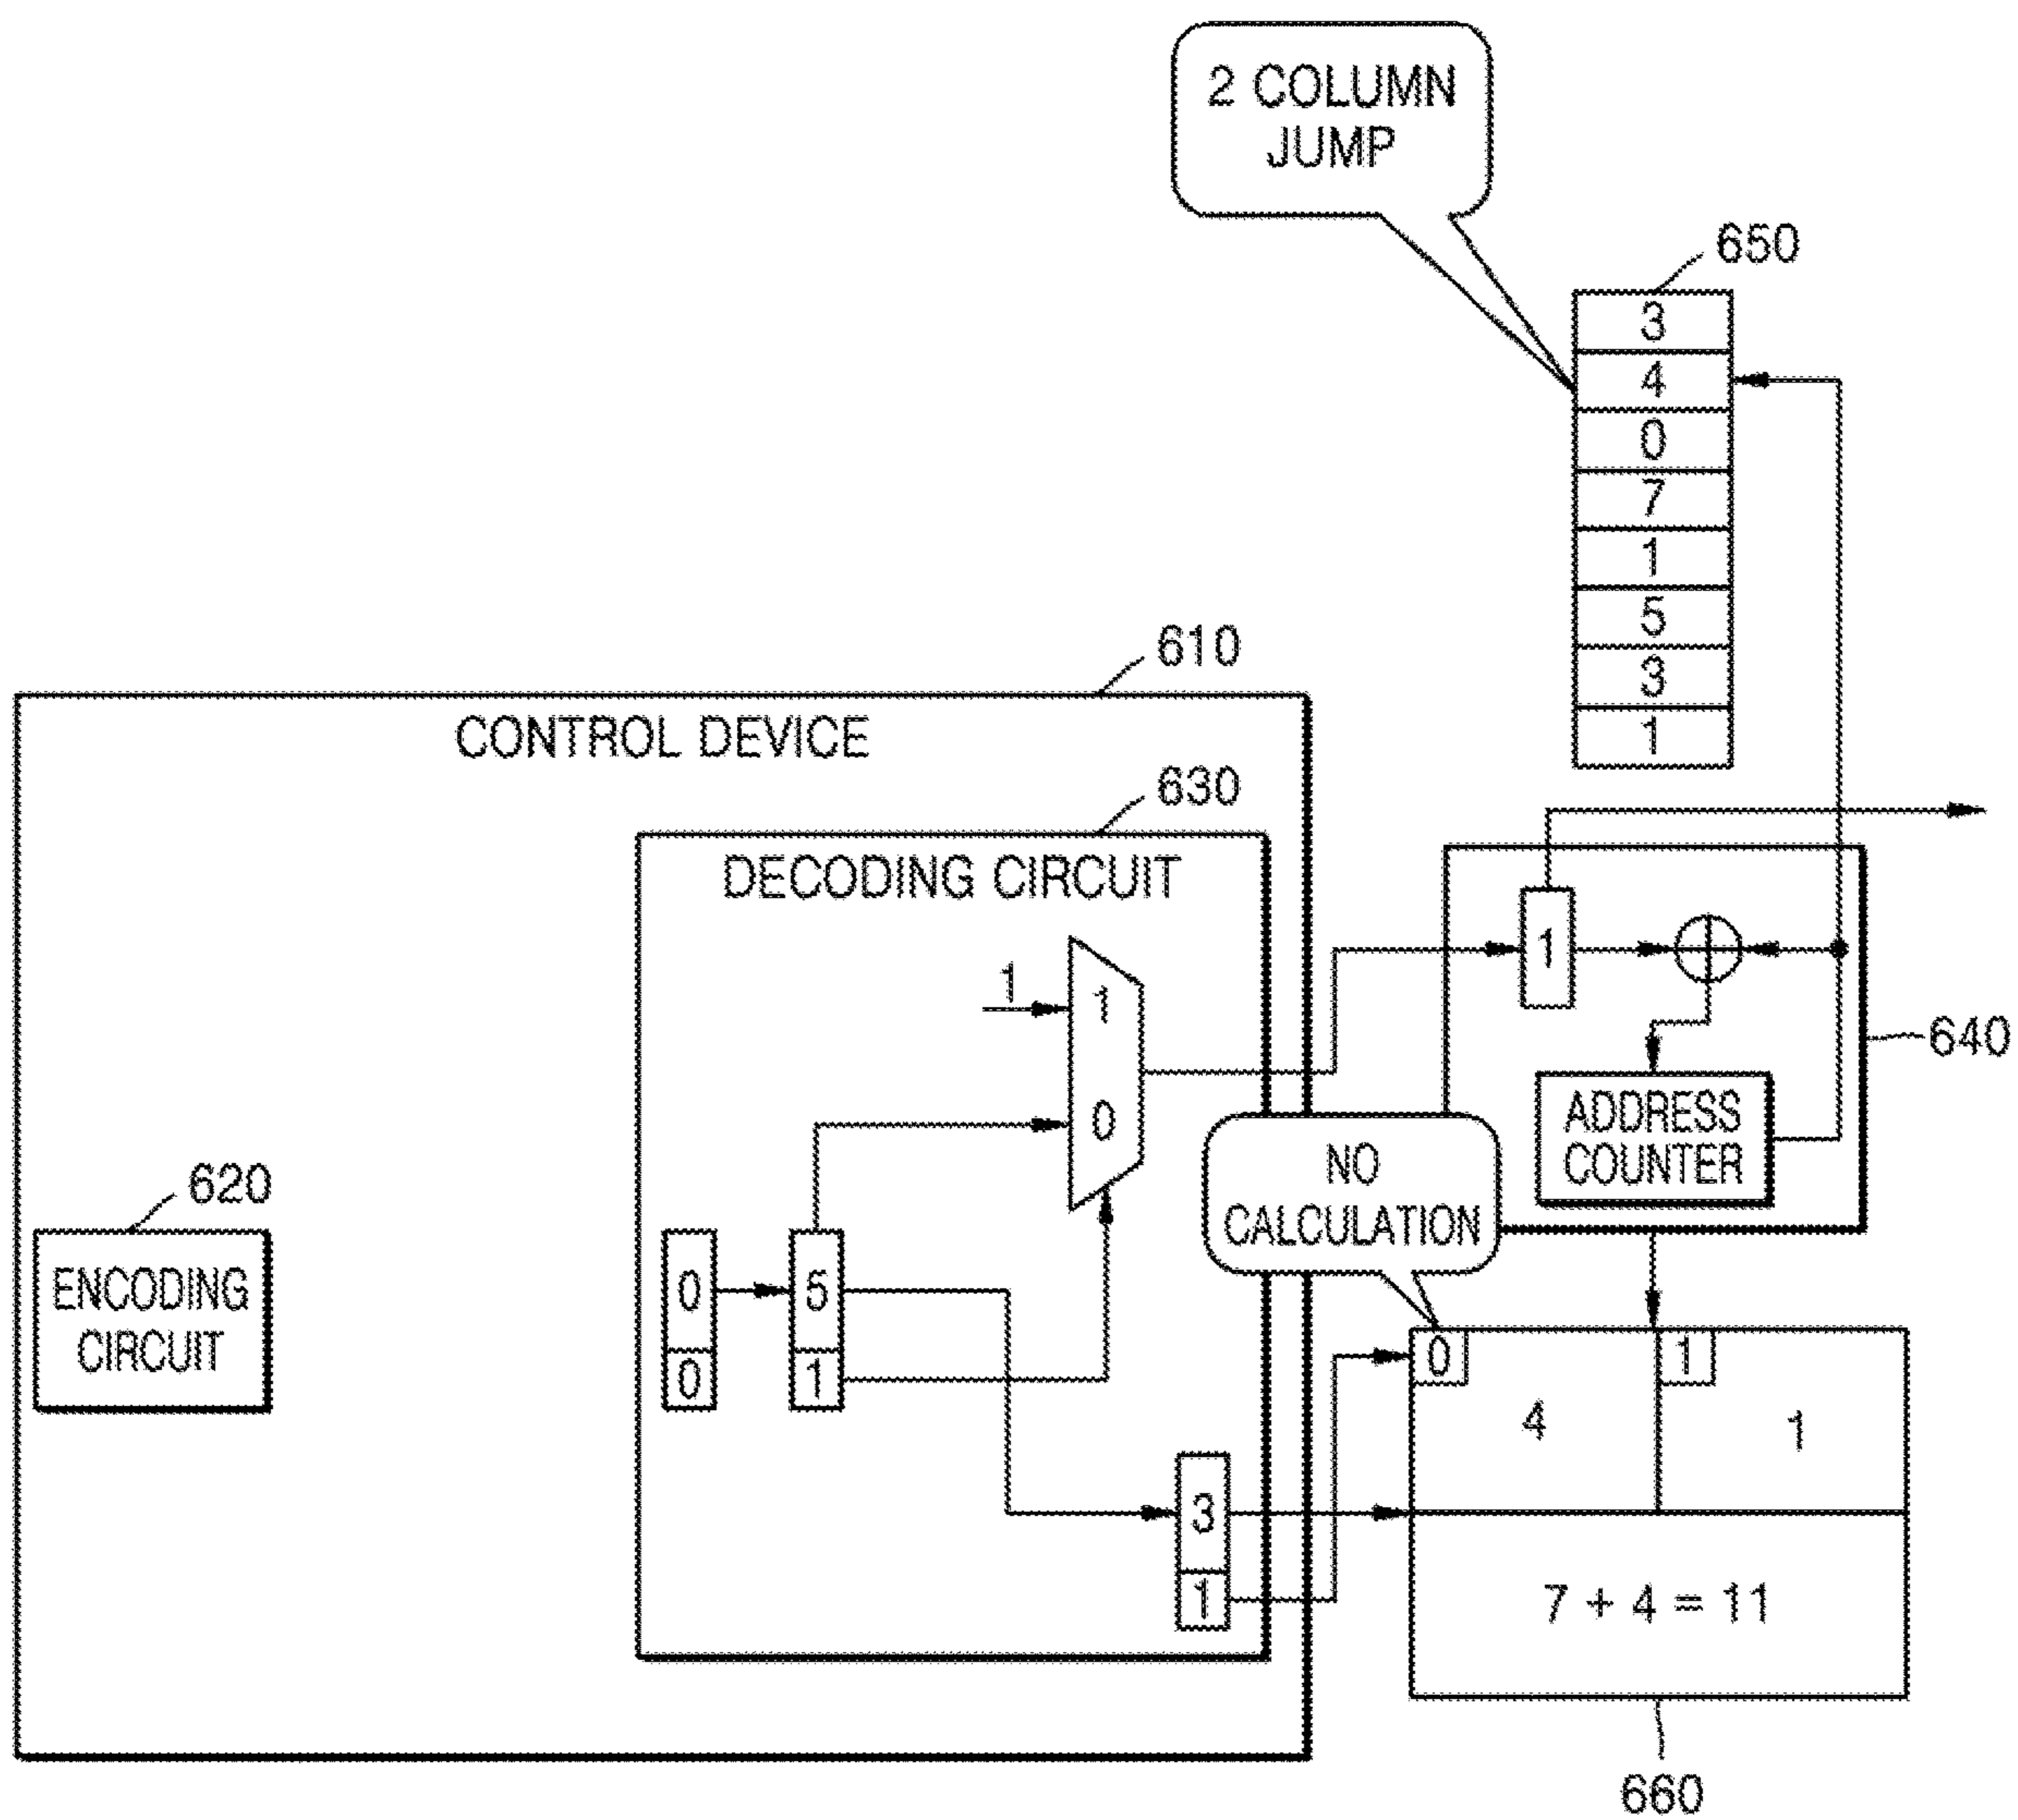 2 COLUMN
JUMP
650
3
4
0
7
1
5
3
1
610
CONTROL DEVICE
630
DECODING CIRCUIT
1
1
0
1
640
ADDRESS
COUNTER
620
ENCODING
CIRCUIT
0
0
5
1
NO
CALCULATION
3
1
0
4
1
1
7 + 4 = 11
660